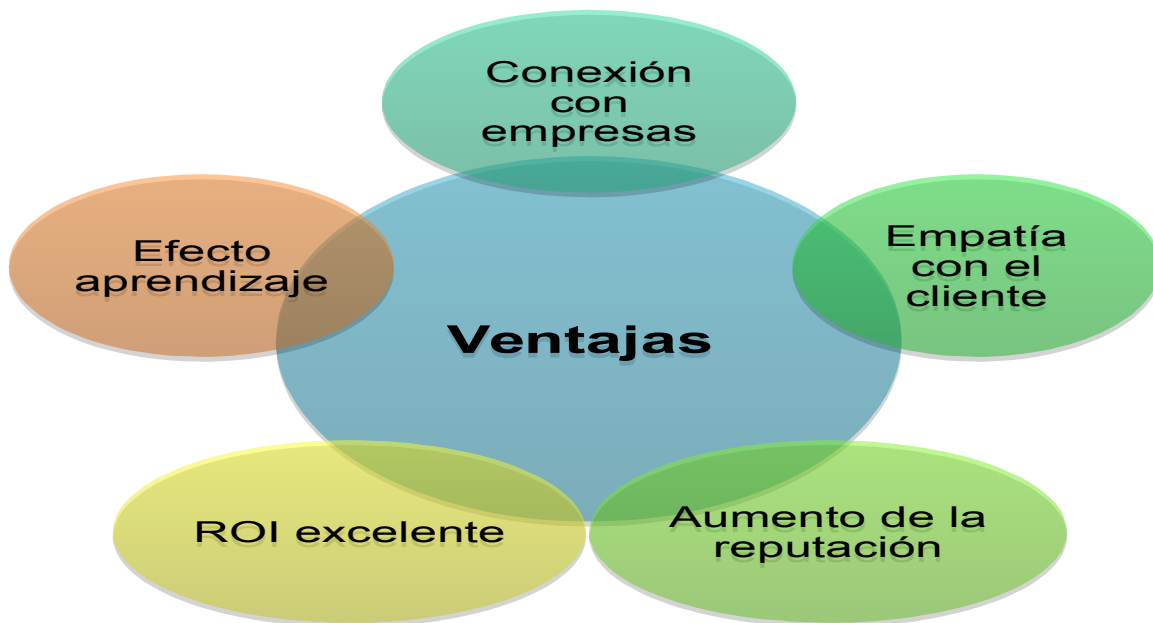 Conexión
con
empresas
Efecto
aprendizaje
Empatía
con el
cliente
Ventajas
ROI excelente
Aumento de la
reputación